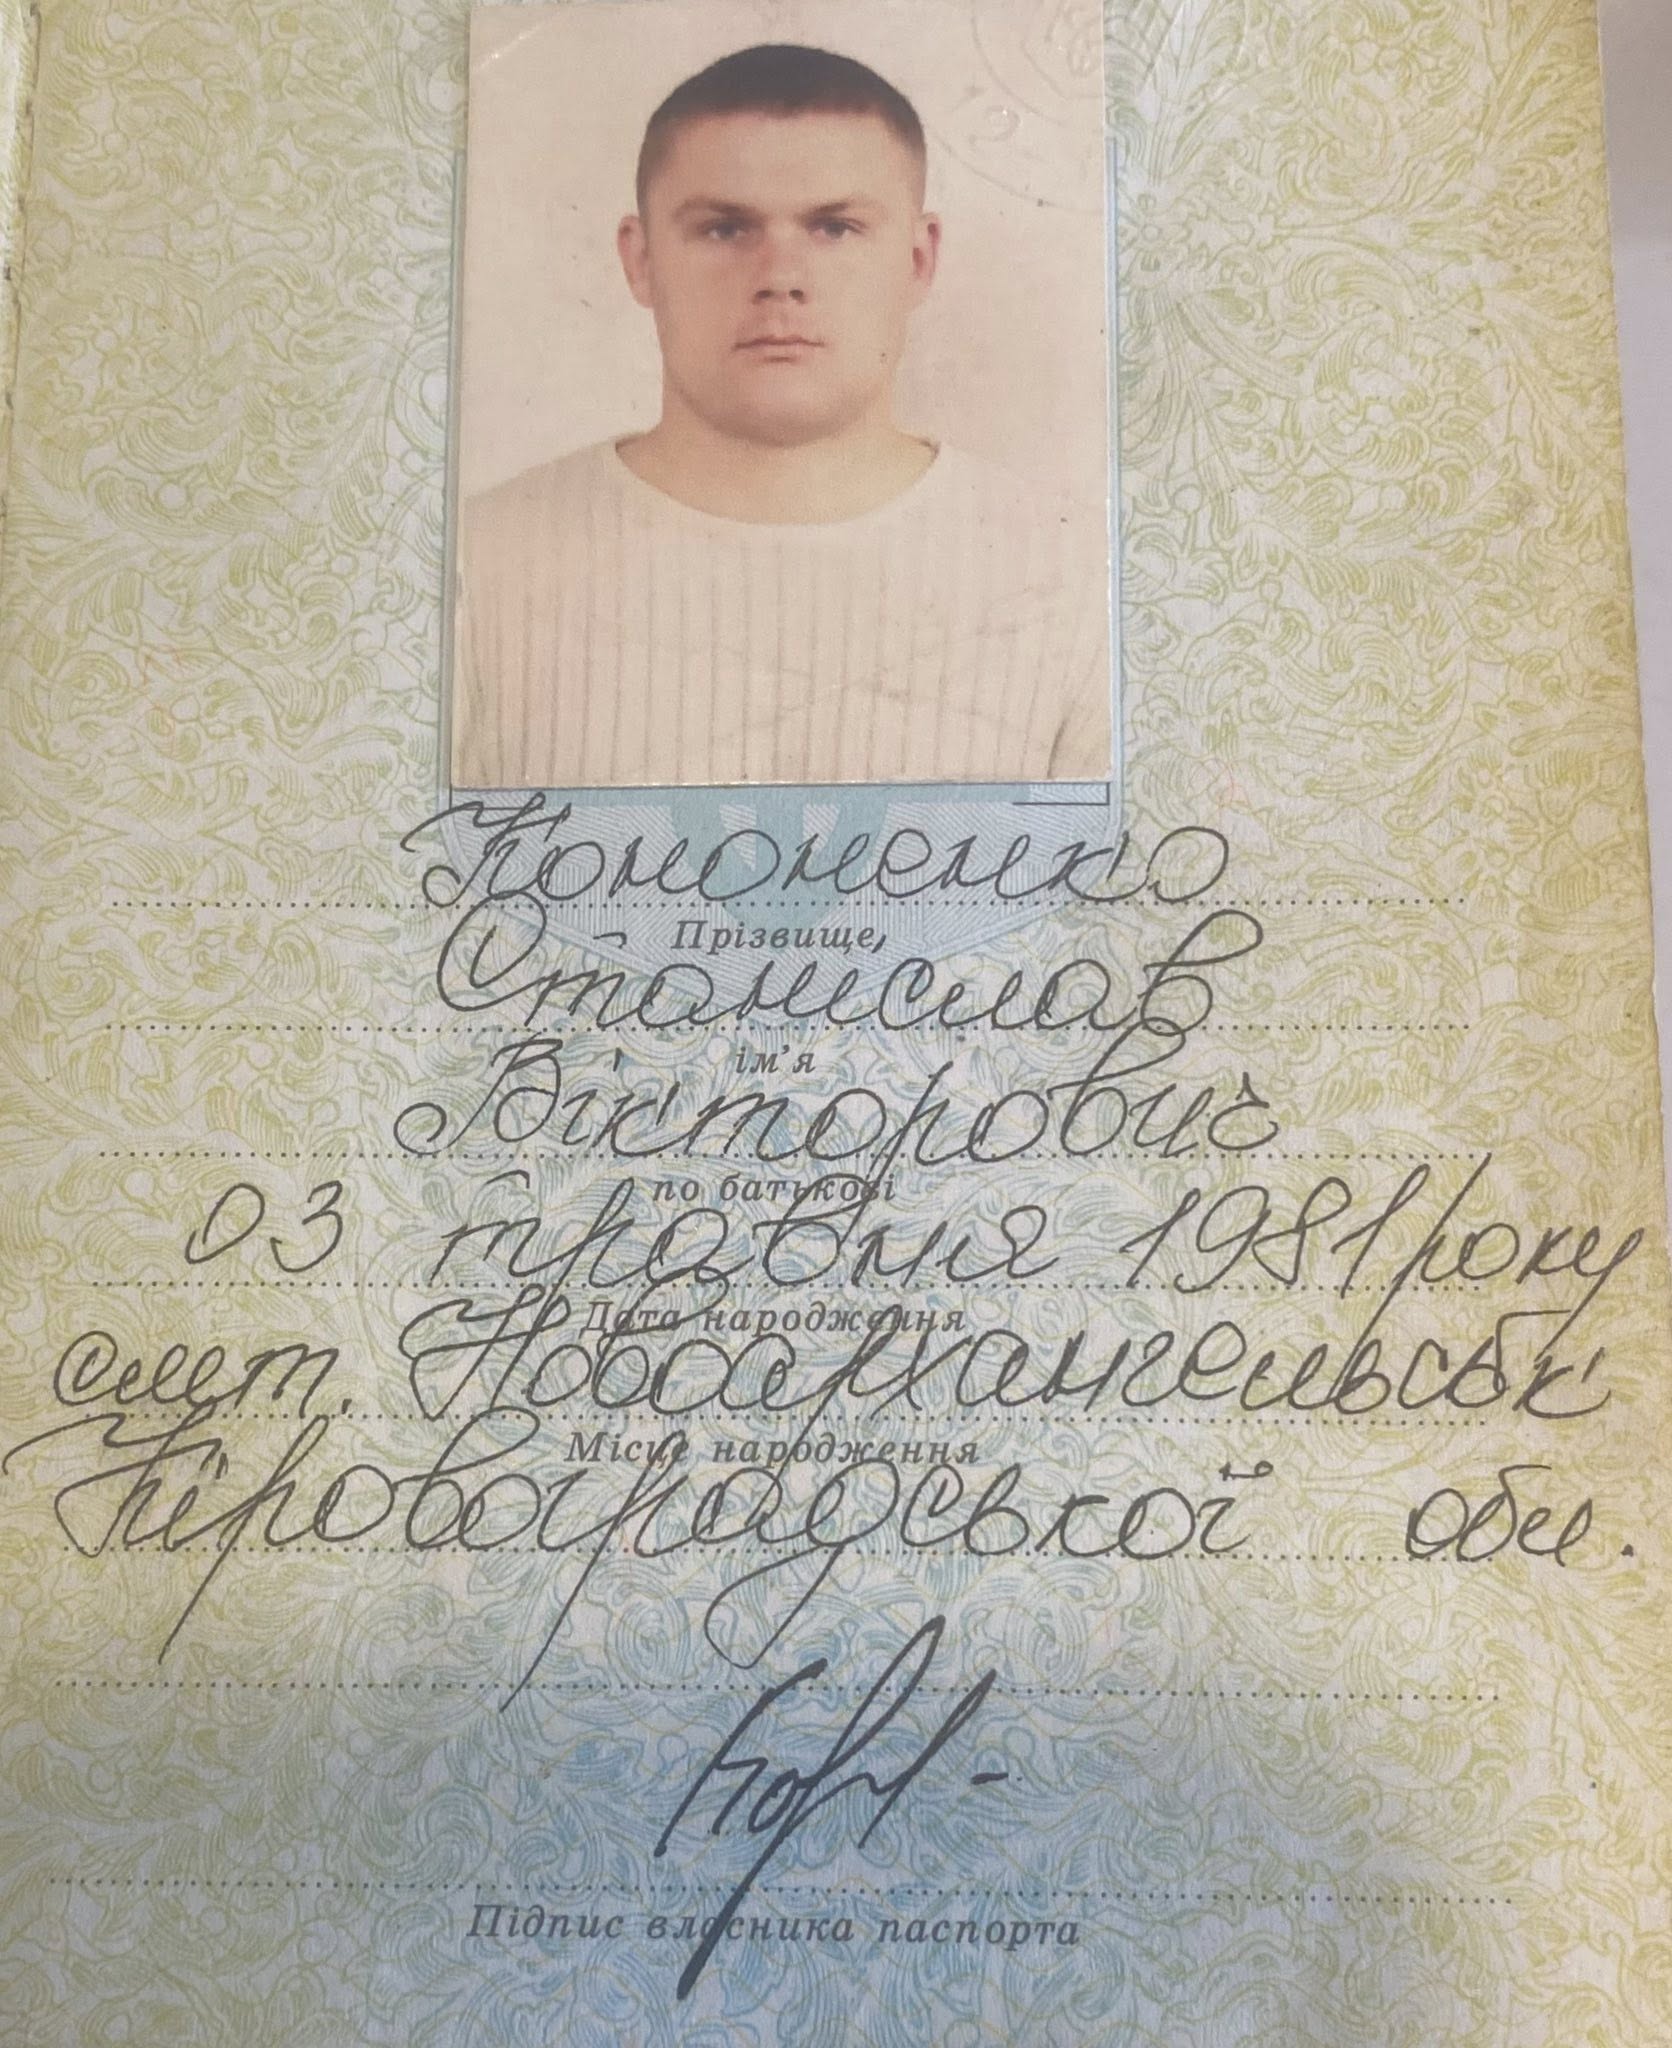 Кононенко
Прізвище,
Станіслав
ім'я
Вікторович
по батькові
03 травня 1981 року
Дата народження
смт. Новоархангельськ
Місце народження
Кіровоградської обл.
Підпис власника паспорта